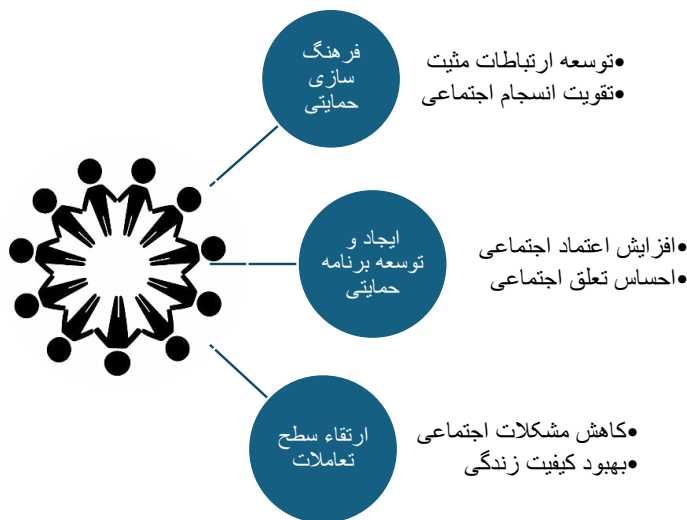 فرهنگ
سازی
حمایتی
•توسعه ارتباطات مثیت
•تقویت انسجام اجتماعی
ایجاد و
توسعه برنامه
حمایتی
•افزایش اعتماد اجتماعی
•احساس تعلق اجتماعی
ارتقاء سطح
تعاملات
•کاهش مشکلات اجتماعی
•بهبود کیفیت زندگی